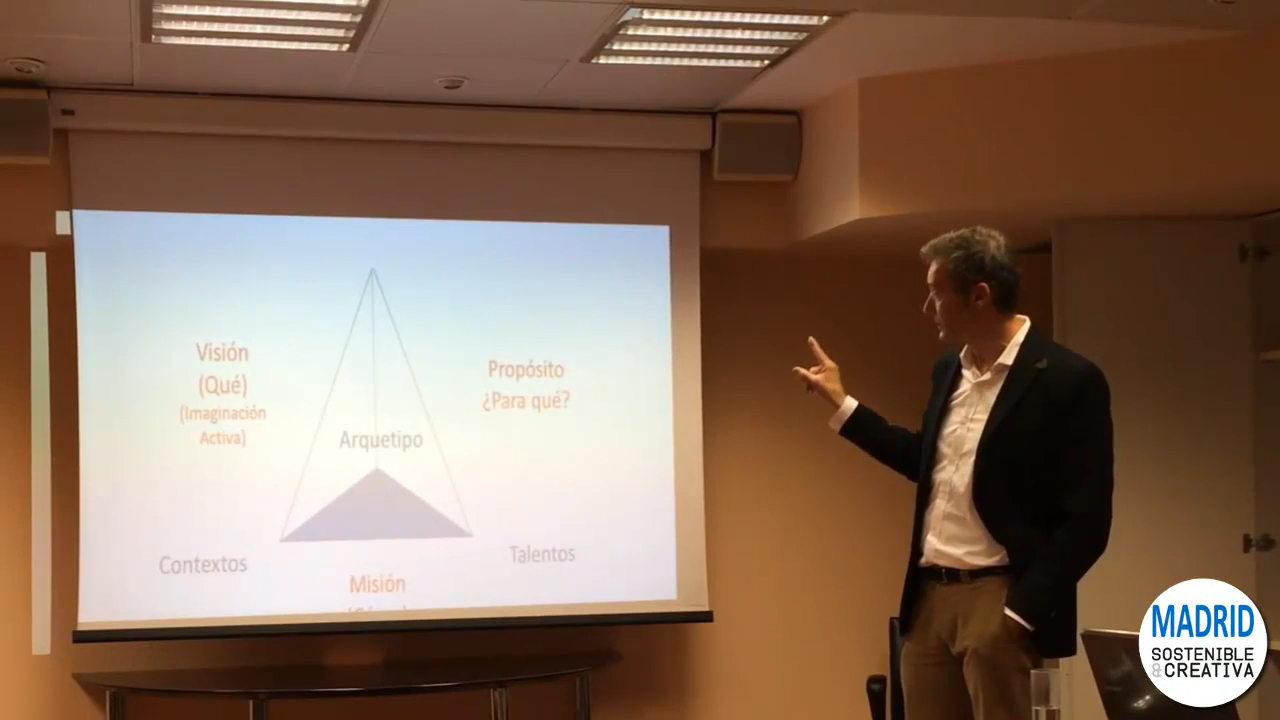 Visión
(Qué)
(Imaginación
Activa)
Propósito
¿Para qué?
Arquetipo
Contextos
Talentos
Misión
MADRID
SOSTENIBLE
&CREATIVA